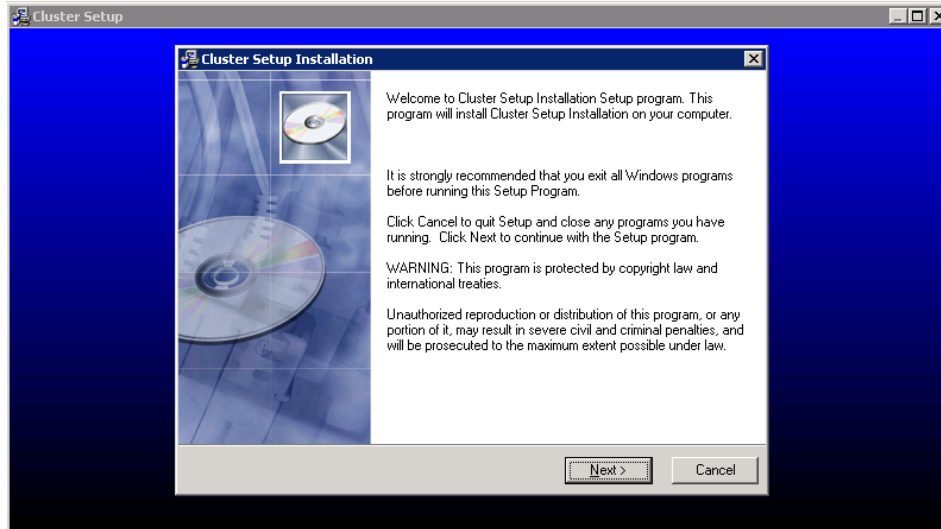 Cluster Setup
Cluster Setup Installation
Welcome to Cluster Setup Installation Setup program. This
program will install Cluster Setup Installation on your computer.
It is strongly recommended that you exit all Windows programs
before running this Setup Program.
Click Cancel to quit Setup and close any programs you have
running. Click Next to continue with the Setup program.
WARNING: This program is protected by copyright law and
international treaties.
Unauthorized reproduction or distribution of this program, or any
portion of it, may result in severe civil and criminal penalties, and
will be prosecuted to the maximum extent possible under law.
Next >
Cancel